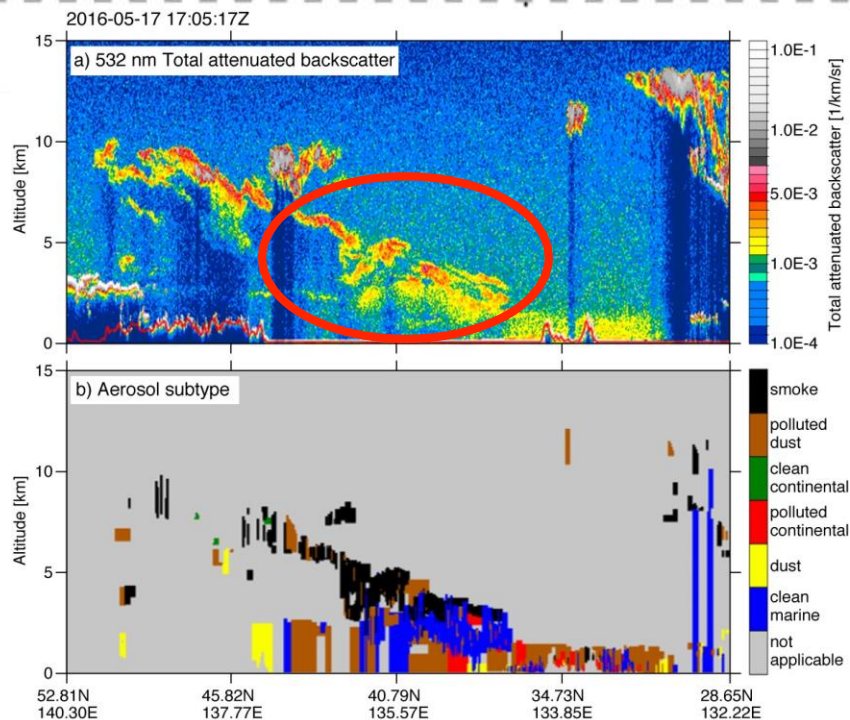 2016-05-17 17:05:17Z
15
a) 532 nm Total attenuated backscatter
10
5
0
Altitude [km]
1.0E-1
1.0E-2
5.0E-3
1.0E-3
1.0E-4
Total attenuated backscatter [1/km/sr]
15
b) Aerosol subtype
10
5
0
Altitude [km]
smoke
polluted
dust
clean
continental
polluted
continental
dust
clean
marine
not
applicable
52.81N 45.82N 40.79N 34.73N 28.65N
140.30E 137.77E 135.57E 133.85E 132.22E